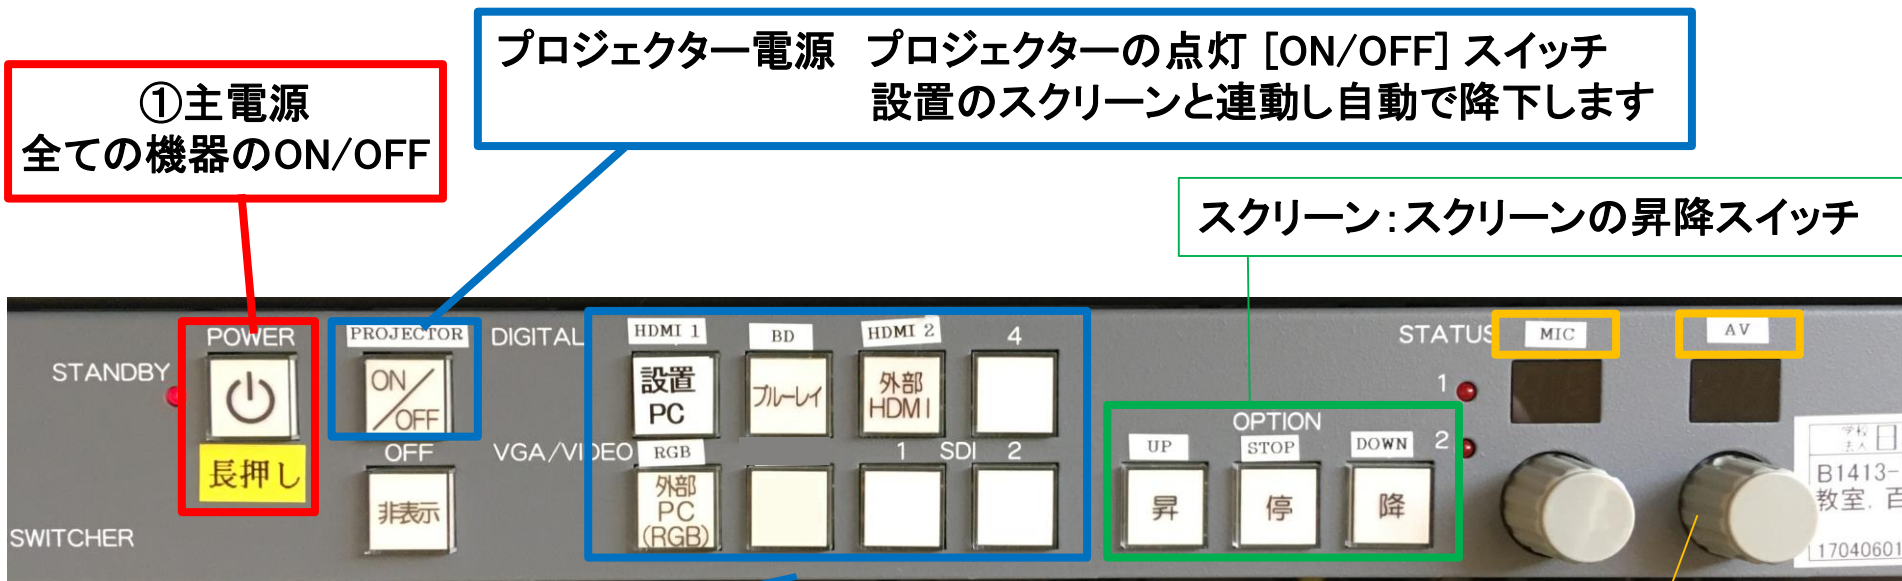 プロジェクター電源　プロジェクターの点灯 [ON/OFF] スイッチ
設置のスクリーンと連動し自動で降下します
①主電源
全ての機器のON/OFF
スクリーン：スクリーンの昇降スイッチ
POWER
PROJECTOR
DIGITAL
HDMI 1
BD
HDMI 2
4
STATUS
MIC
AV
STANDBY
ON/OFF
設置
PC
ブルーレイ
外部
HDMI
1
2
長押し
OFF
VGA/VIDEO
RGB
1 SDI 2
OPTION
UP
STOP
DOWN
非表示
外部
PC
(RGB)
昇
停
降
学校
法人
日
B1413-
教室.百
17040601
SWITCHER